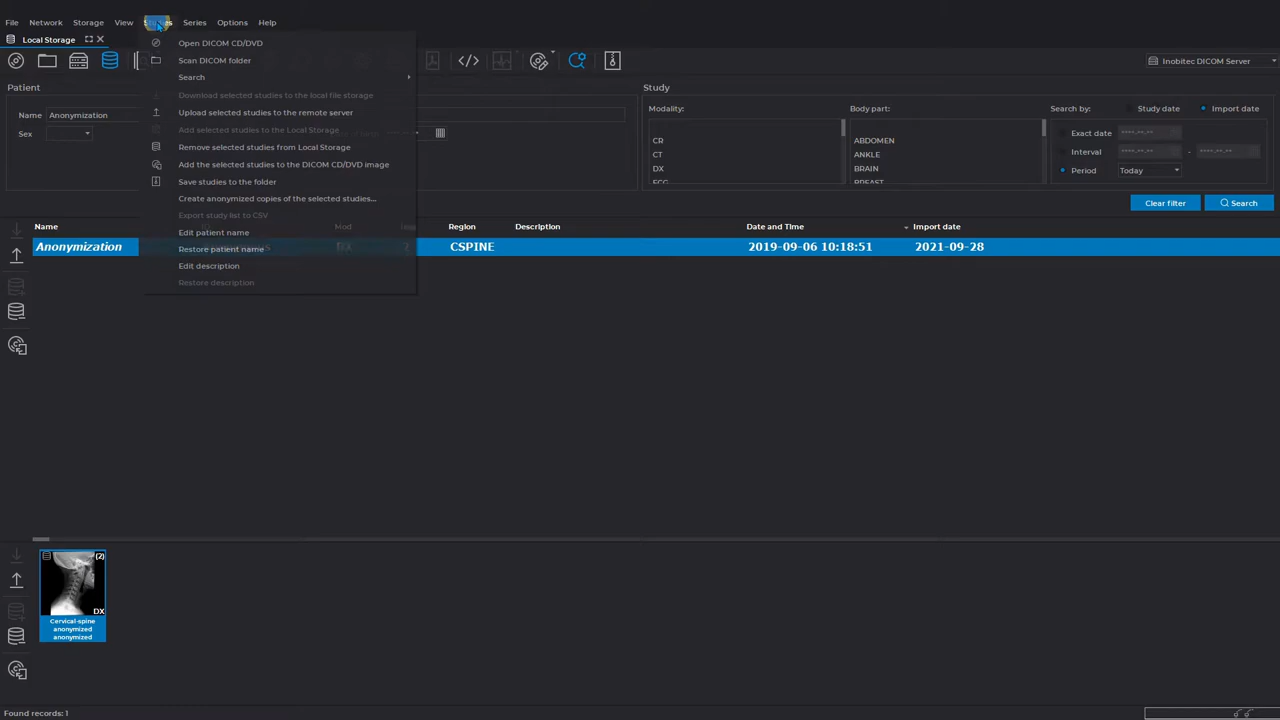 File Network Storage View Studies Series Options Help
Local Storage
Open DICOM CD/DVD
Scan DICOM folder
Search
Download selected studies to the local file storage
Upload selected studies to the remote server
Add selected studies to the Local Storage
Remove selected studies from Local Storage
Add the selected studies to the DICOM CD/DVD image
Save studies to the folder
Create anonymized copies of the selected studies...
Export study list to CSV
Edit patient name
Restore patient name
Edit description
Restore description
Inobitec DICOM Server
Patient
Name Anonymization
Sex
Study
Modality: Body part: Search by: Study date Import date
CR ABDOMEN Exact date ****-**-**
CT ANKLE Interval ****-**-** - ****-**-**
DX BRAIN Period Today
ECG BREAST
Clear filter Search
Name Mod Region Description Date and Time Import date
Anonymization CSPINE 2019-09-06 10:18:51 2021-09-28
(2)
DX
Cervical-spine
anonymized
anonymized
Found records: 1